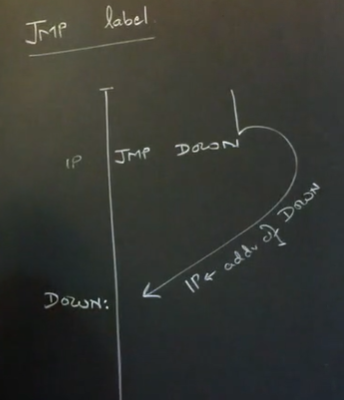 JMP label.
IP JMP DOWN
IP ← addr of DOWN
DOWN: